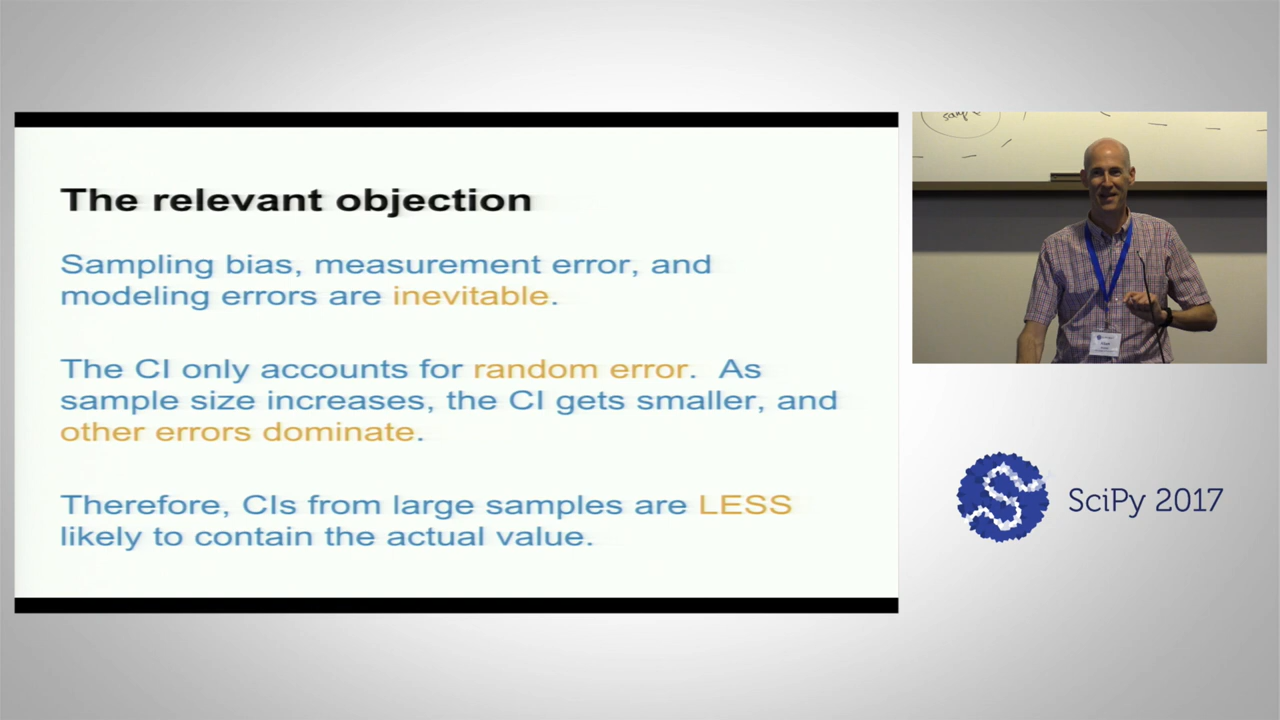 The relevant objection
Sampling bias, measurement error, and
modeling errors are inevitable.
The CI only accounts for random error. As
sample size increases, the CI gets smaller, and
other errors dominate.
Therefore, CIs from large samples are LESS
likely to contain the actual value.
SciPy 2017